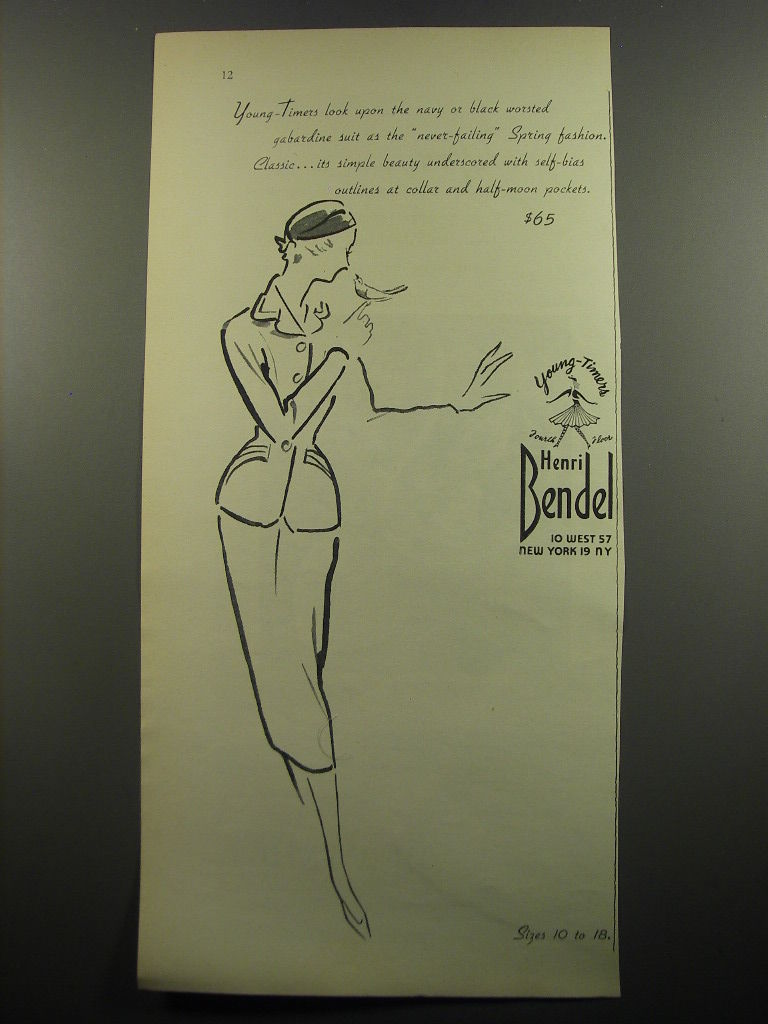 12
Young-Timers look upon the navy or black worsted
gabardine suit as the "never-failing" Spring fashion.
Classic...its simple beauty underscored with self-bias
outlines at collar and half-moon pockets.
$65
Young-Timers
Fourth Floor
Henri
Bendel
10 WEST 57
NEW YORK 19 NY
Sizes 10 to 18.